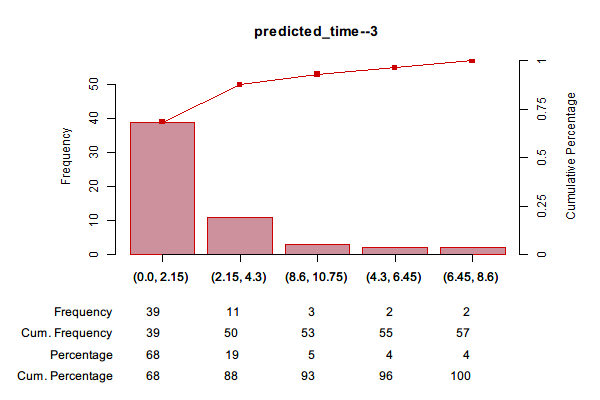 predicted_time--3
50
40
30
20
10
0
Frequency
1
0.75
0.5
0.25
0
Cumulative Percentage
(0.0, 2.15) (2.15, 4.3) (8.6, 10.75) (4.3, 6.45) (6.45, 8.6)
Frequency 39 11 3 2 2
Cum. Frequency 39 50 53 55 57
Percentage 68 19 5 4 4
Cum. Percentage 68 88 93 96 100